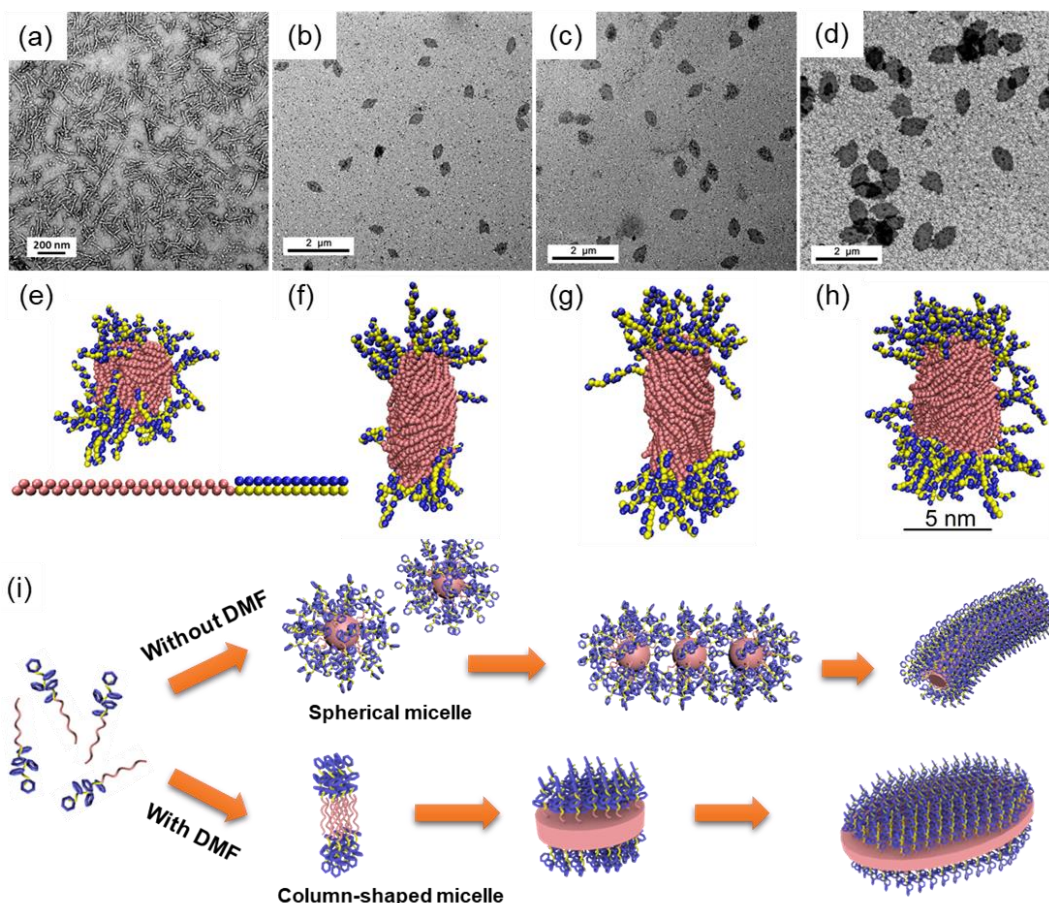 (a)
(b)
(c)
(d)
200 nm
2 µm
2 µm
2 µm
(e)
(f)
(g)
(h)
5 nm
(i)
Without DMF
Spherical micelle
With DMF
Column-shaped micelle